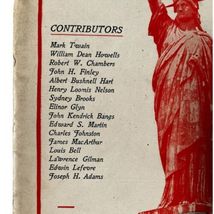 CONTRIBUTORS
Mark Twain
William Dean Howells
Robert W. Chambers
John H. Finley
Albert Bushnell Hart
Henry Loomis Nelson
Sydney Brooks
Elinor Glyn
John Kendrick Bangs
Edward S. Martin
Charles Johnston
James MacArthur
Louis Bell
Lawrence Gilman
Edwin Lefevre
Joseph H. Adams